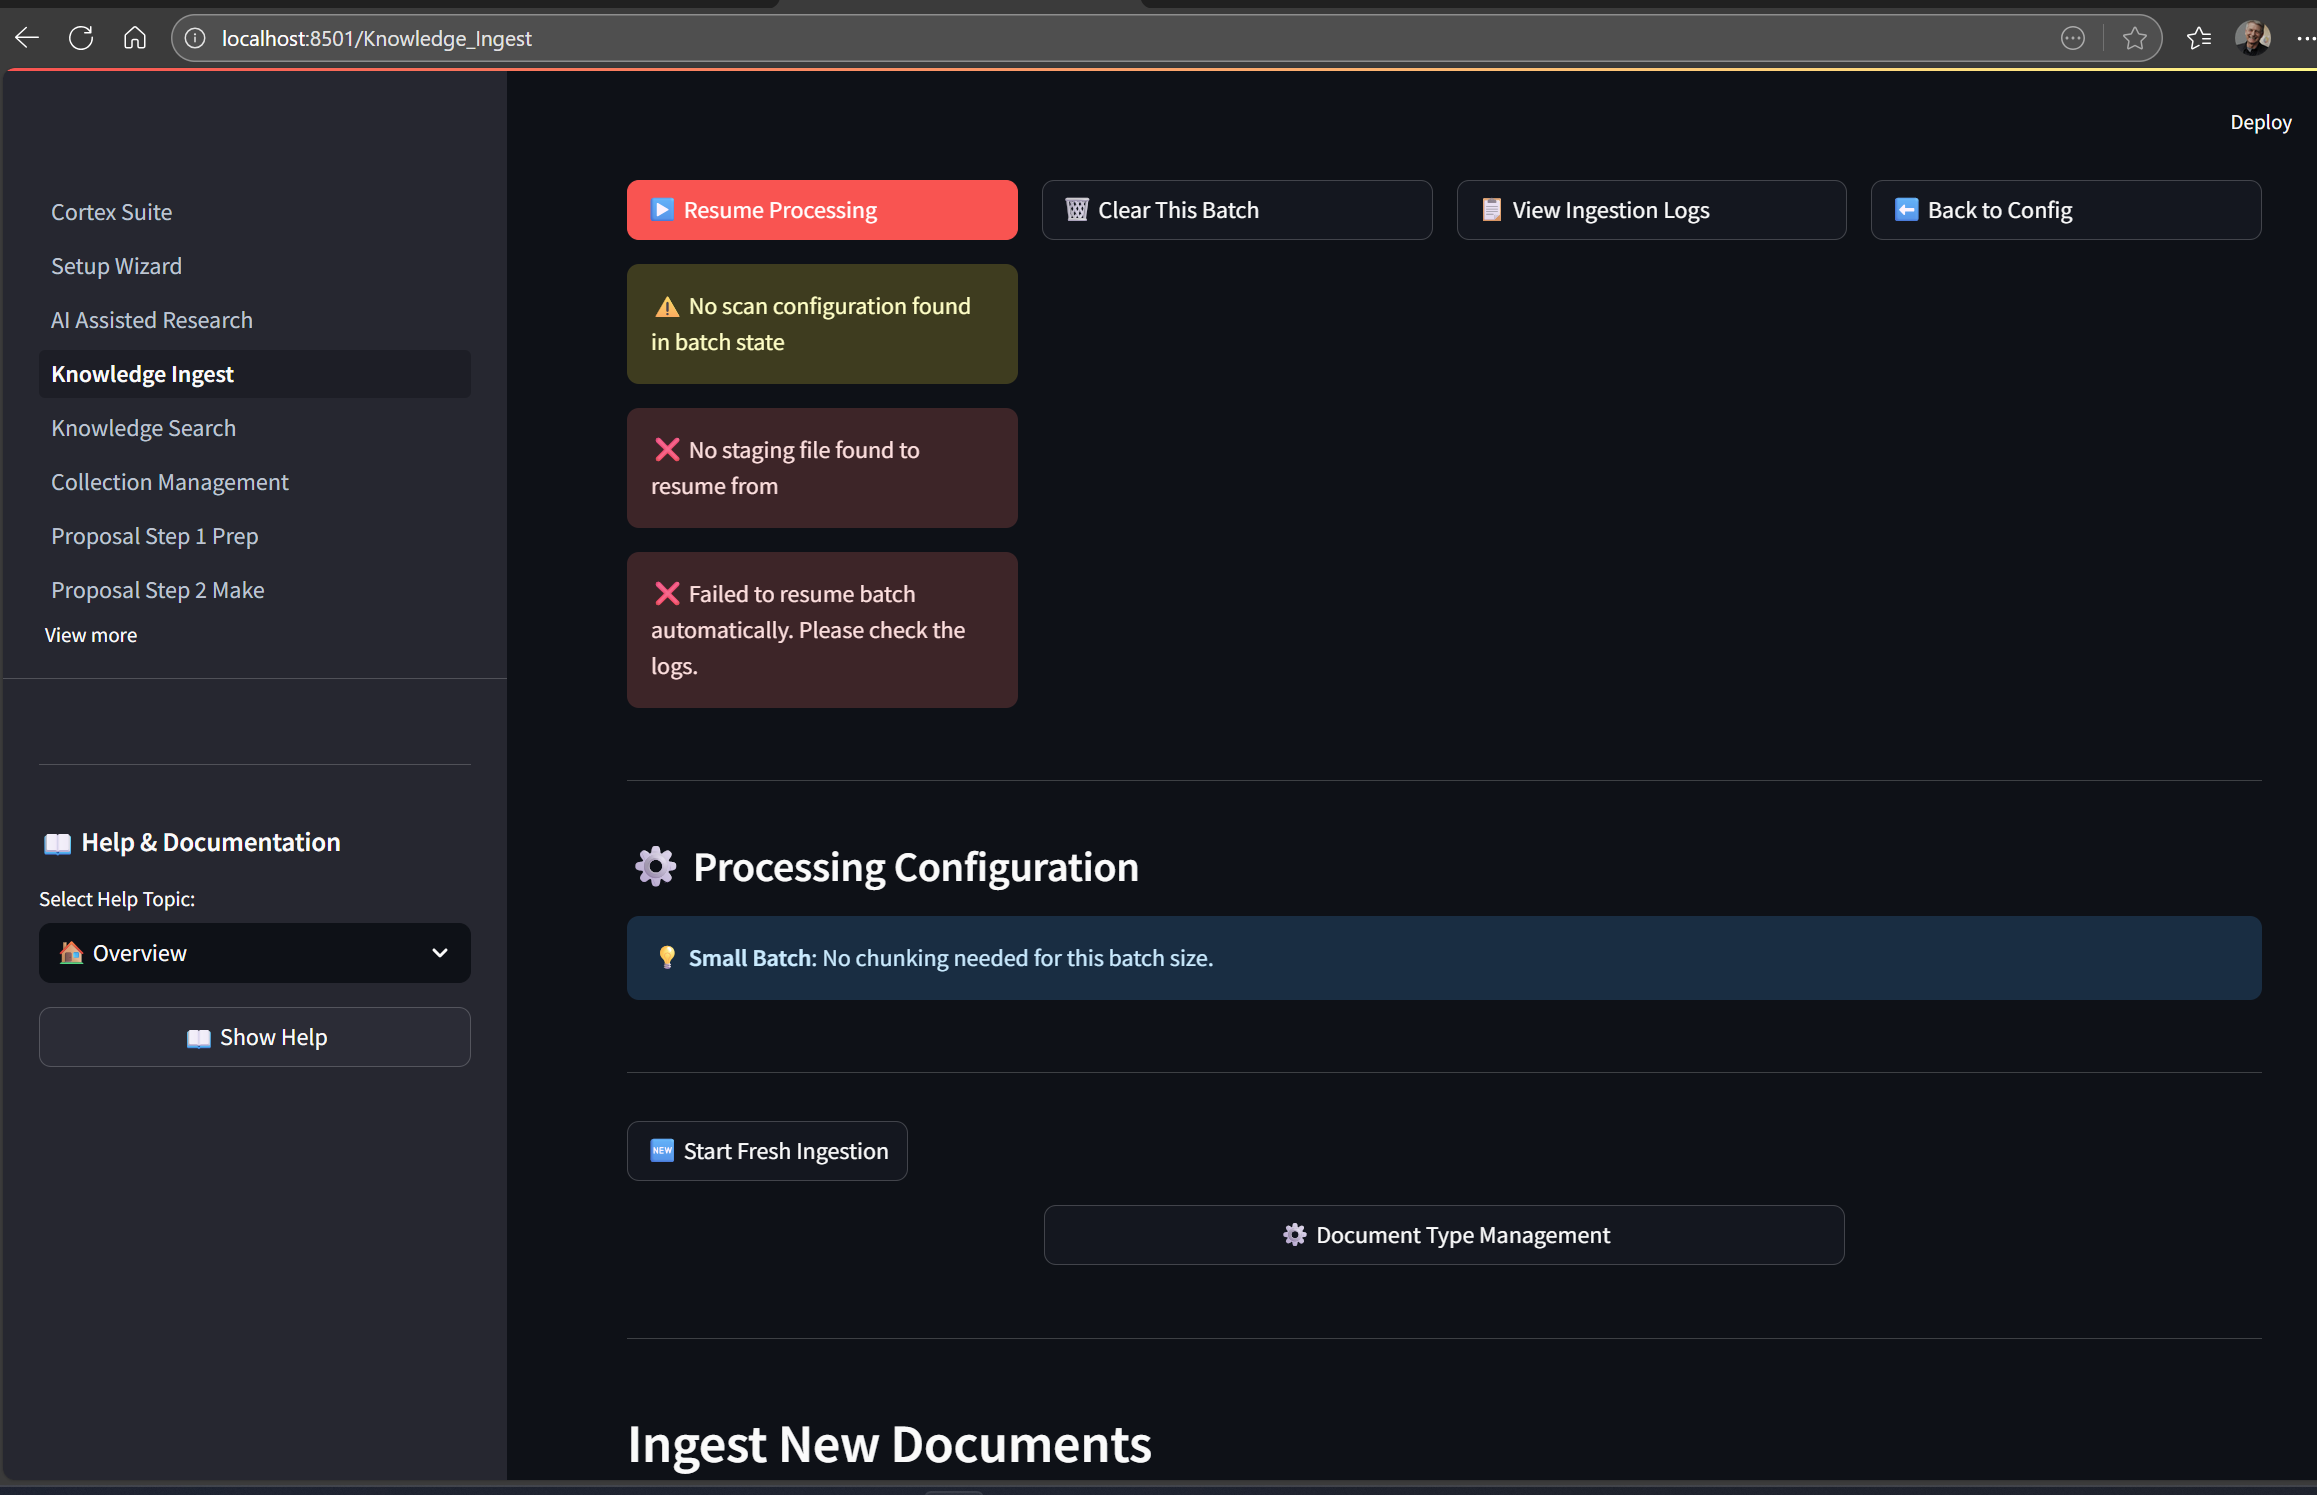 localhost:8501/Knowledge_Ingest
Deploy
Cortex Suite
Setup Wizard
AI Assisted Research
Knowledge Ingest
Knowledge Search
Collection Management
Proposal Step 1 Prep
Proposal Step 2 Make
View more
Help & Documentation
Select Help Topic:
Overview
Show Help
Resume Processing
Clear This Batch
View Ingestion Logs
Back to Config
No scan configuration found
in batch state
No staging file found to
resume from
Failed to resume batch
automatically. Please check the
logs.
Processing Configuration
Small Batch: No chunking needed for this batch size.
NEW Start Fresh Ingestion
Document Type Management
Ingest New Documents